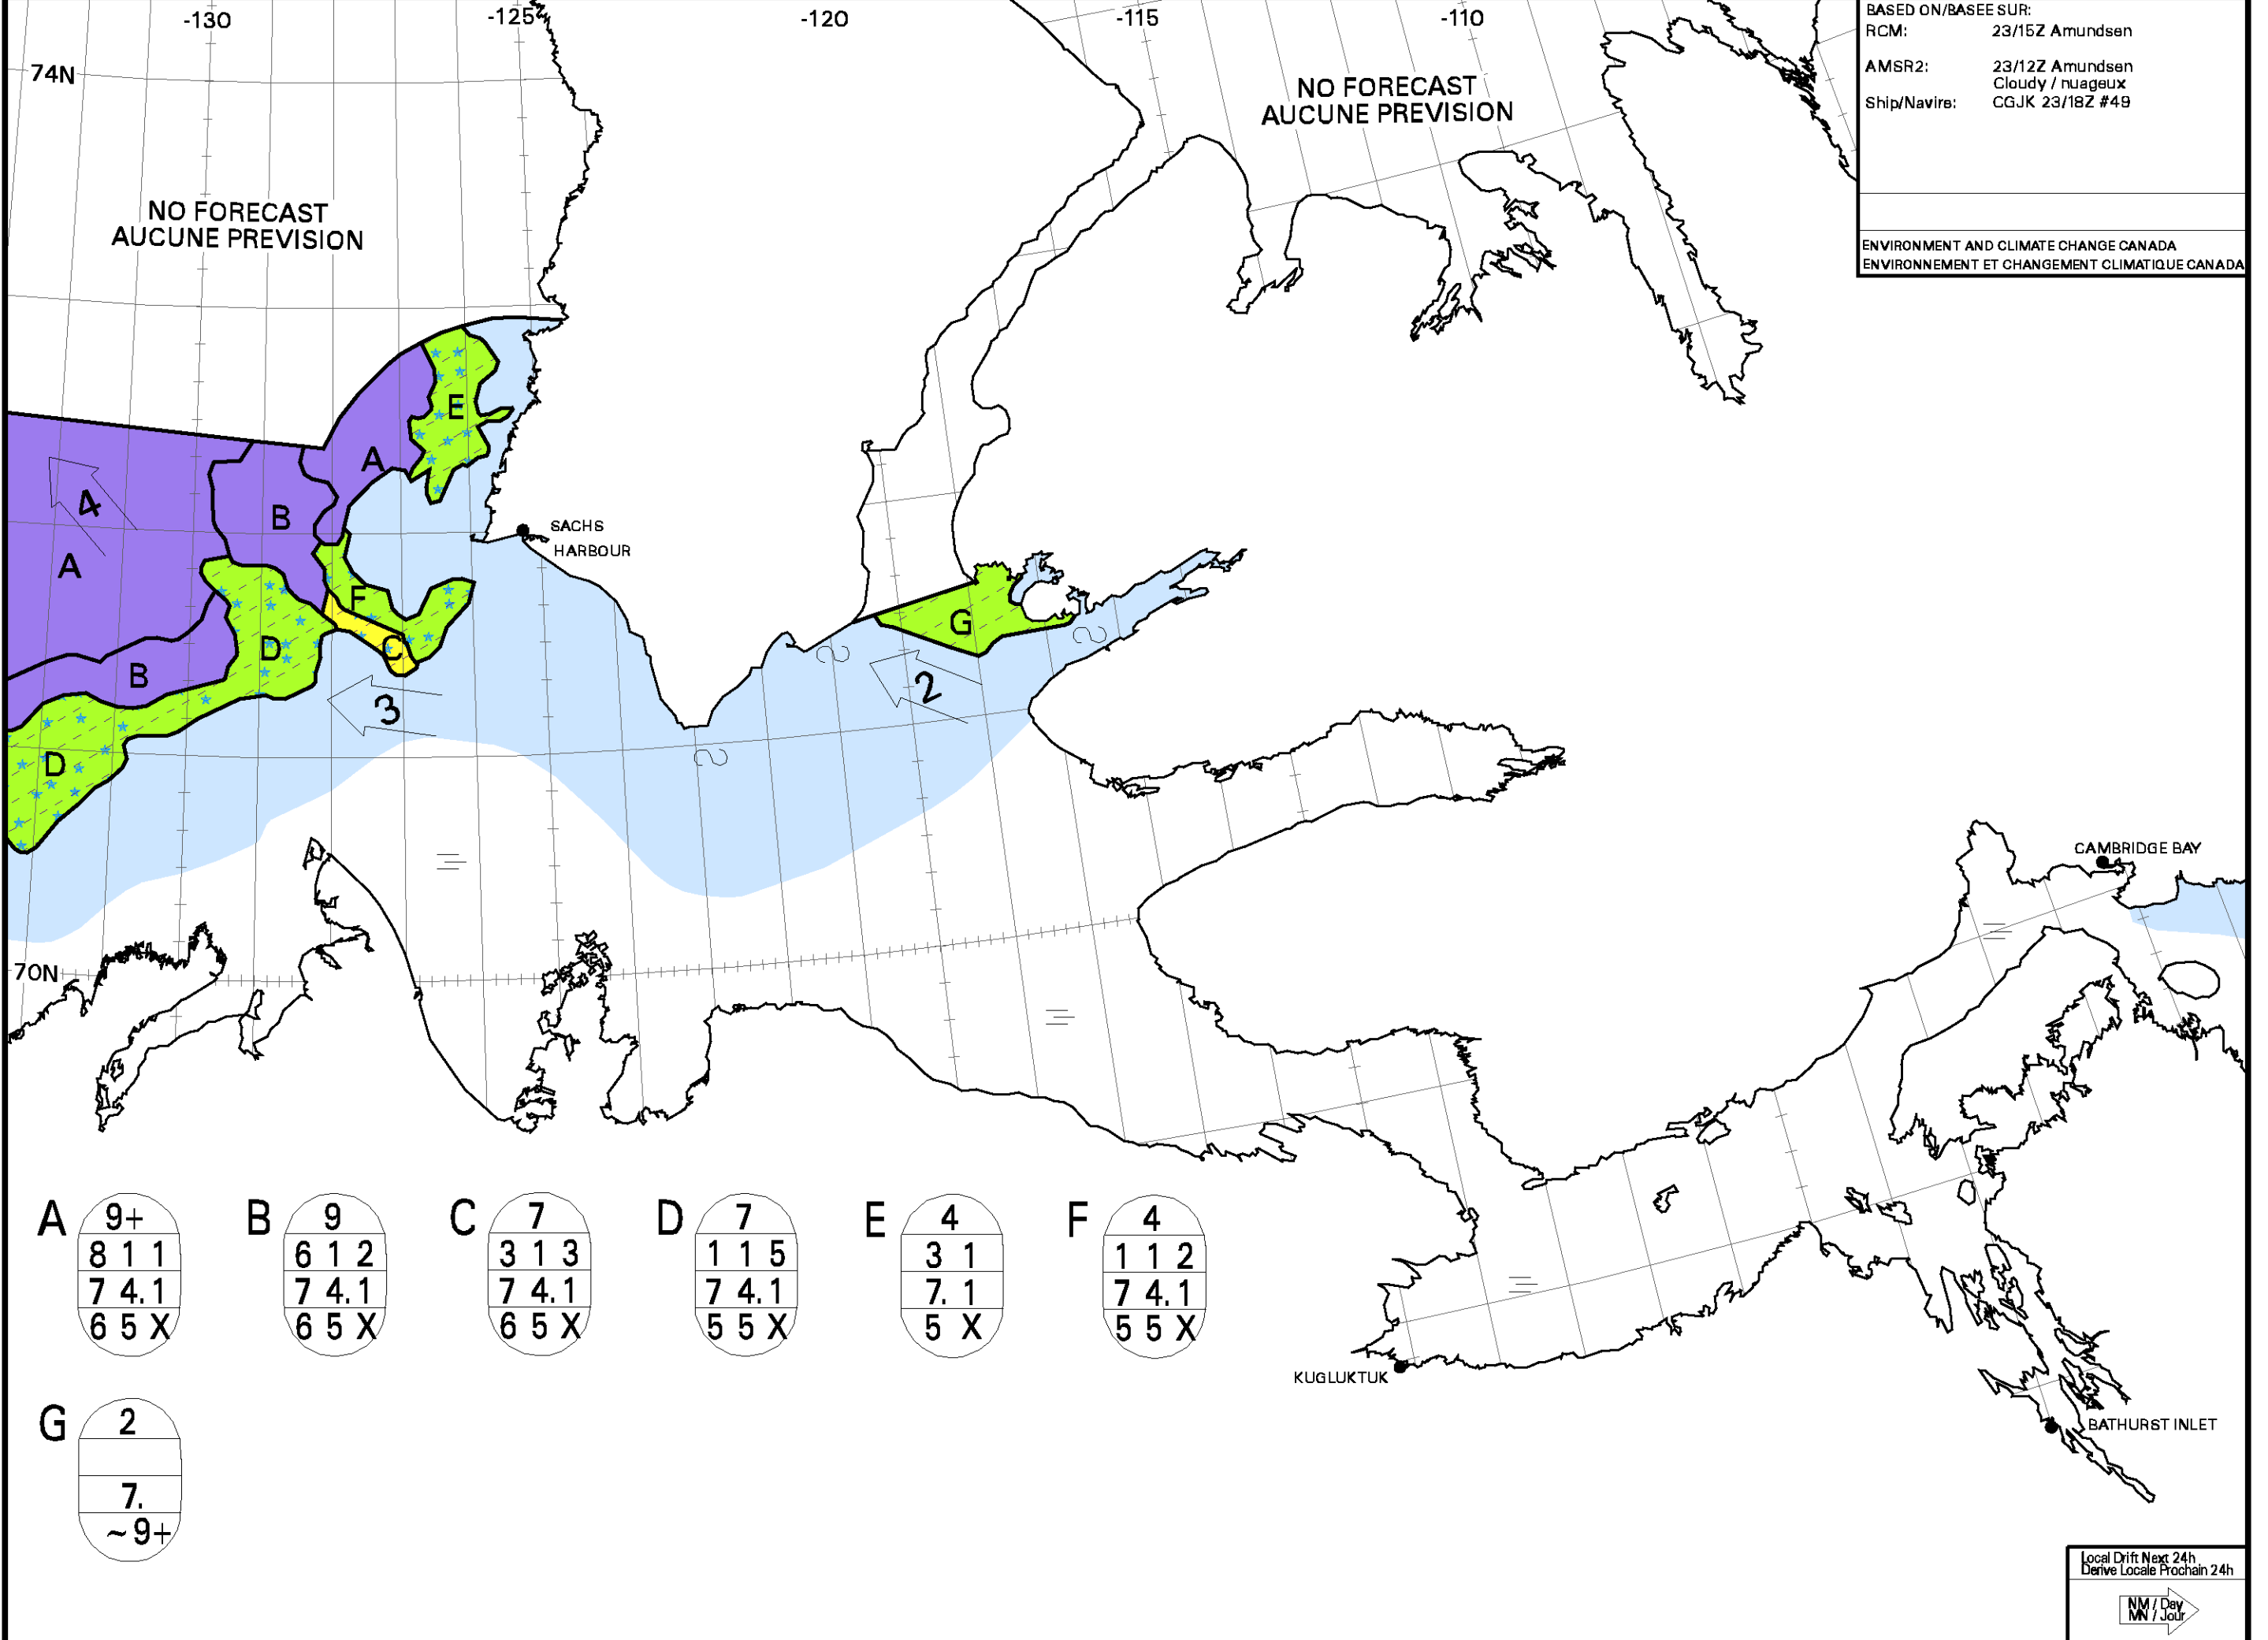 -130
-125
-120
-115
-110
74N
NO FORECAST
AUCUNE PREVISION
NO FORECAST
AUCUNE PREVISION
BASED ON/BASEE SUR:
RCM: 23/15Z Amundsen
AMSR2: 23/12Z Amundsen
Cloudy / nuageux
Ship/Navire: CGJK 23/18Z #49
ENVIRONMENT AND CLIMATE CHANGE CANADA
ENVIRONNEMENT ET CHANGEMENT CLIMATIQUE CANADA
E
A
4
B
A
SACHS
HARBOUR
F
G
D
C
B
2
3
D
CAMBRIDGE BAY
70N
A
9+
8 1 1
7 4.1
6 5 X
B
9
6 1 2
7 4.1
6 5 X
C
7
3 1 3
7 4.1
6 5 X
D
7
1 1 5
7 4.1
5 5 X
E
4
3 1
7. 1
5 X
F
4
1 1 2
7 4.1
5 5 X
KUGLUKTUK
BATHURST INLET
G
2
7.
~9+
Local Drift Next 24h
Derive Locale Prochain 24h
NM / Day
MN / Jour